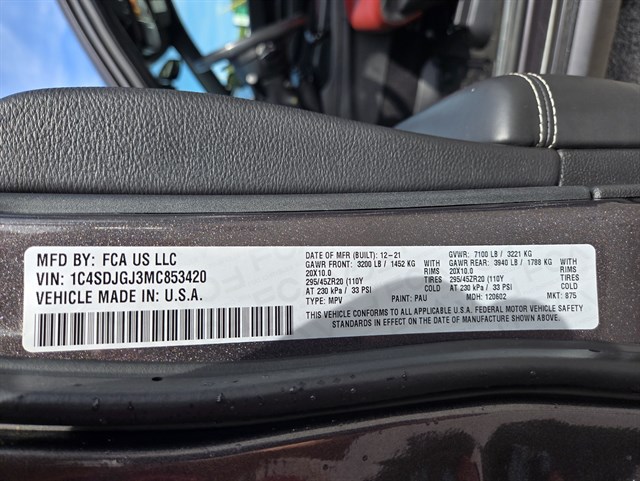 MFD BY: FCA US LLC
VIN: 1C4SDJGJ3MC853420
VEHICLE MADE IN: U.S.A.
DATE OF MFR (BUILT): 12-21
GAWR FRONT: 3200 LB / 1452 KG WITH
20X10.0 RIMS
295/45ZR20 (110Y TIRES
AT 230 kPa / 33 PSI COLD
TYPE: MPV PAINT: PAU
GVWR: 7100 LB / 3221 KG
GAWR REAR: 3940 LB / 1788 KG WITH
20X10.0 RIMS
295/45ZR20 (110Y TIRES
AT 230 kPa / 33 PSI COLD
MDH: 120602 MKT: 875
THIS VEHICLE CONFORMS TO ALL APPLICABLE U.S.A. FEDERAL MOTOR VEHICLE SAFETY
STANDARDS IN EFFECT ON THE DATE OF MANUFACTURE SHOWN ABOVE.